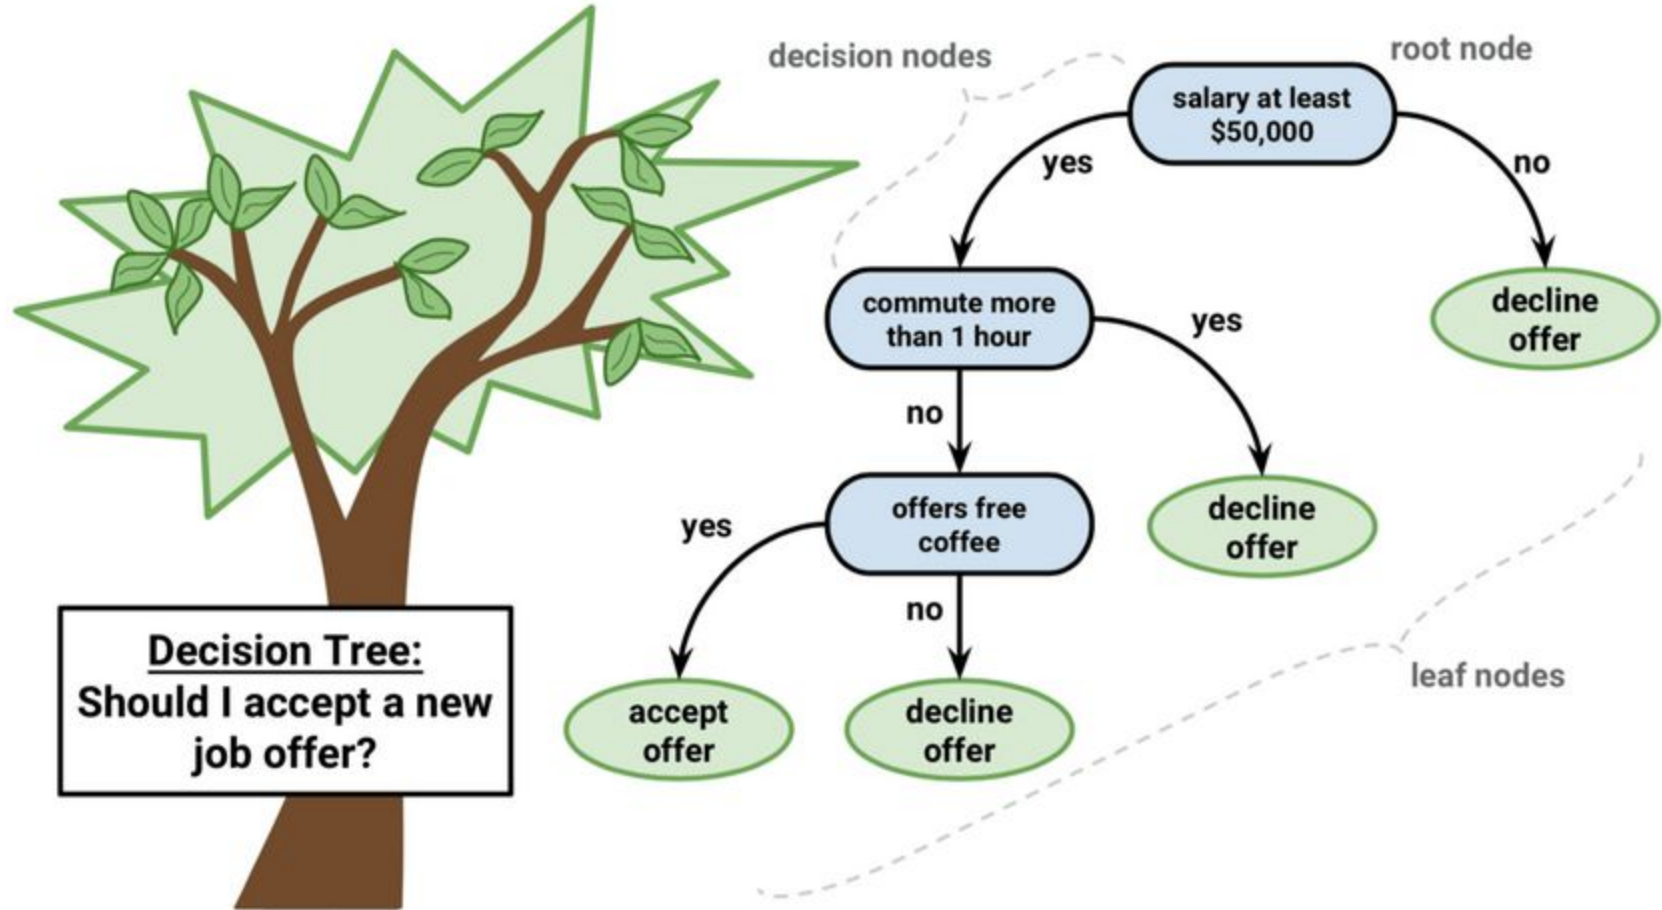 decision nodes
root node
salary at least
$50,000
yes
no
commute more
than 1 hour
yes
decline
offer
no
offers free
coffee
decline
offer
yes
no
accept
offer
decline
offer
leaf nodes
Decision Tree:
Should I accept a new
job offer?